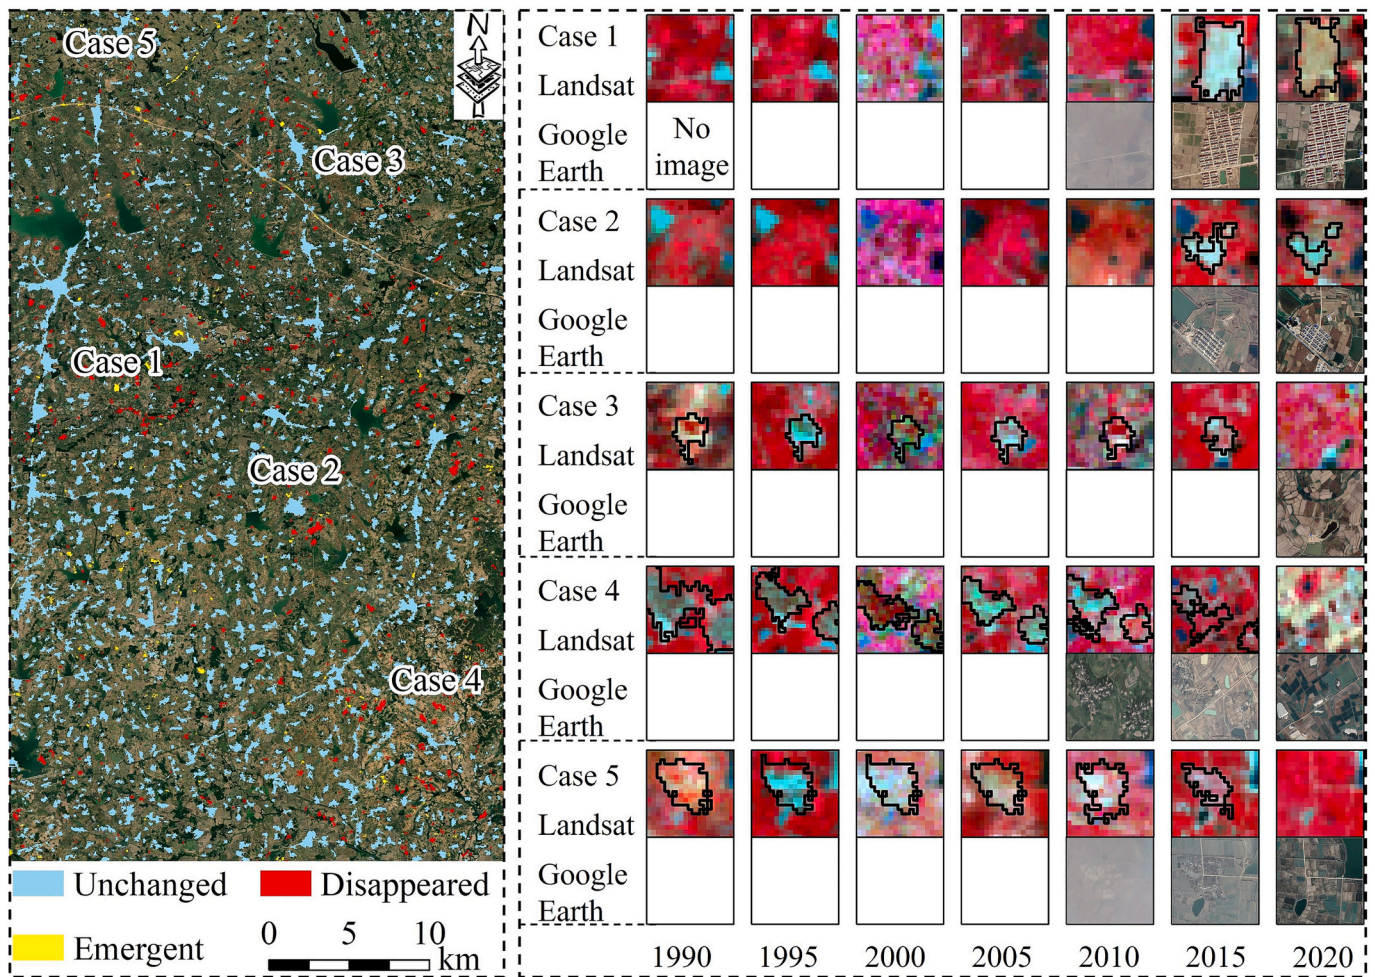 Case 5
N
Case 3
Case 1
Case 2
Case 4
Unchanged
Disappeared
Emergent
0 5 10
km
Case 1
Landsat
Google
Earth
No
image
Case 2
Landsat
Google
Earth
Case 3
Landsat
Google
Earth
Case 4
Landsat
Google
Earth
Case 5
Landsat
Google
Earth
1990 1995 2000 2005 2010 2015 2020